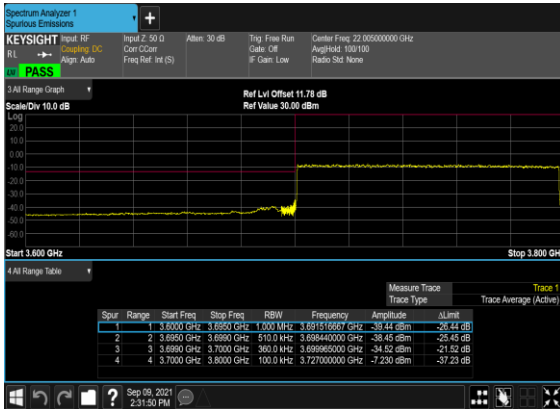 Spectrum Analyzer 1
Spurious Emissions
+
KEYSIGHT Input: RF Input Z: 50 Ω Atten: 30 dB Trig: Free Run Center Freq: 22.005000000 GHz
RL Coupling: DC Corr CCorr Gate: Off Avg|Hold: 100/100
Align: Auto Freq Ref: Int (S) IF Gain: Low Radio Std: None
PASS
3 All Range Graph
Ref Lvl Offset 11.78 dB
Scale/Div 10.0 dB Ref Value 30.00 dBm
Log
20.0
10.0
0.00
-10.0
-20.0
-30.0
-40.0
-50.0
-60.0
Start 3.600 GHz Stop 3.800 GH
4 All Range Table
Measure Trace Trace 1
Trace Type Trace Average (Active)
Spur Range Start Freq Stop Freq RBW Frequency Amplitude ΔLimit
1 1 3.6000 GHz 3.6950 GHz 1.000 MHz 3.691516667 GHz -39.44 dBm -26.44 dB
2 2 3.6950 GHz 3.6990 GHz 510.0 kHz 3.698440000 GHz -38.45 dBm -25.45 dB
3 3 3.6990 GHz 3.7000 GHz 360.0 kHz 3.699965000 GHz -34.52 dBm -21.52 dB
4 4 3.7000 GHz 3.8000 GHz 100.0 kHz 3.727000000 GHz -7.230 dBm -37.23 dB
? Sep 09, 2021
2:31:50 PM